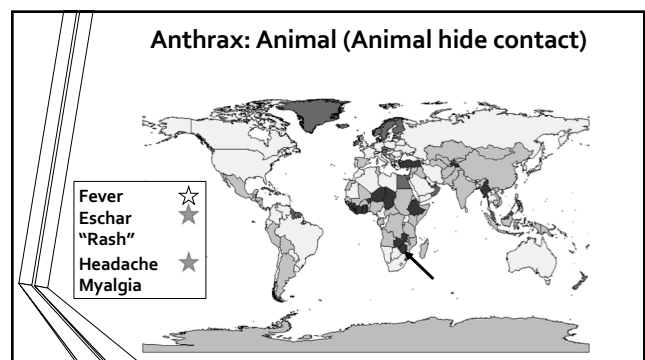 Anthrax: Animal (Animal hide contact)
Fever
Eschar
"Rash"
Headache
Myalgia